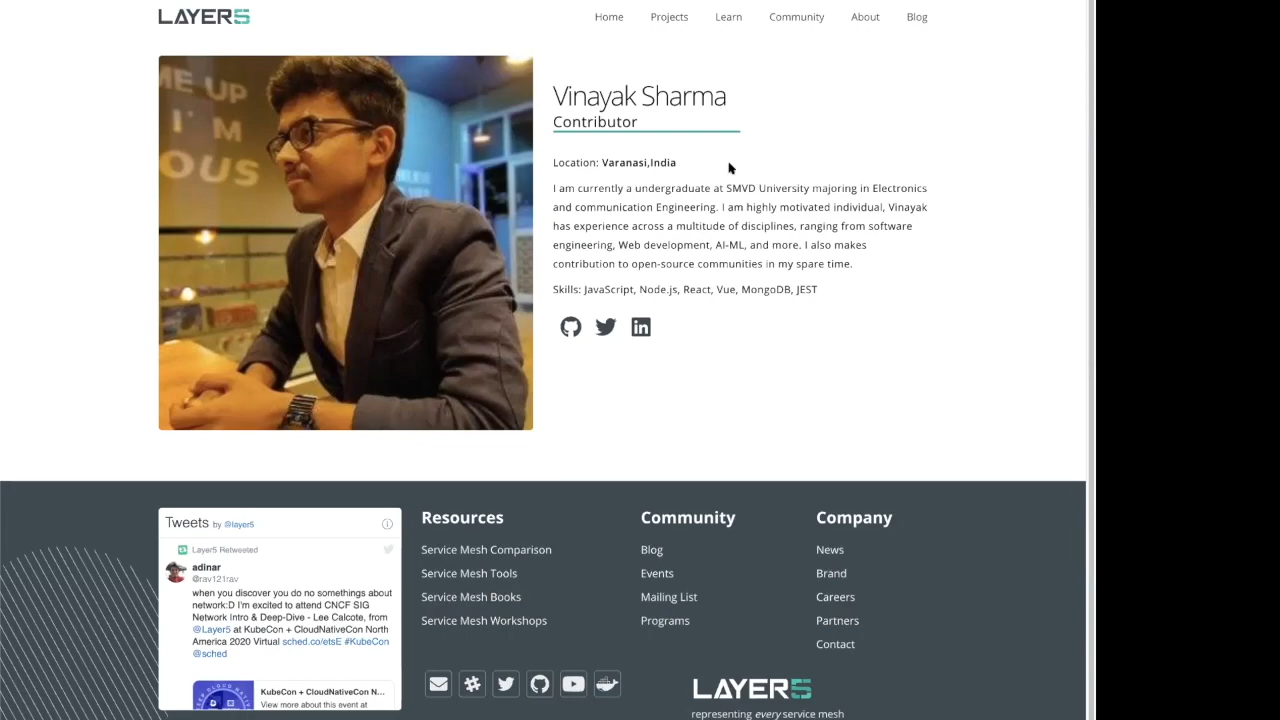 LAYER5
Home Projects Learn Community About Blog
ME UP
I'M
OUS
Vinayak Sharma
Contributor
Location: Varanasi,India
I am currently a undergraduate at SMVD University majoring in Electronics
and communication Engineering. I am highly motivated individual, Vinayak
has experience across a multitude of disciplines, ranging from software
engineering, Web development, AI-ML, and more. I also makes
contribution to open-source communities in my spare time.
Skills: JavaScript, Node.js, React, Vue, MongoDB, JEST
Tweets by @layer5
Layer5 Retweeted
adinar
@rav121rav
when you discover you do no somethings about
network:D I'm excited to attend CNCF SIG
Network Intro & Deep-Dive - Lee Calcote, from
@Layer5 at KubeCon + CloudNativeCon North
America 2020 Virtual sched.co/etsE #KubeCon
@sched
KubeCon + CloudNativeCon N...
View more about this event at
Resources
Service Mesh Comparison
Service Mesh Tools
Service Mesh Books
Service Mesh Workshops
Community
Blog
Events
Mailing List
Programs
Company
News
Brand
Careers
Partners
Contact
LAYER5
representing every service mesh